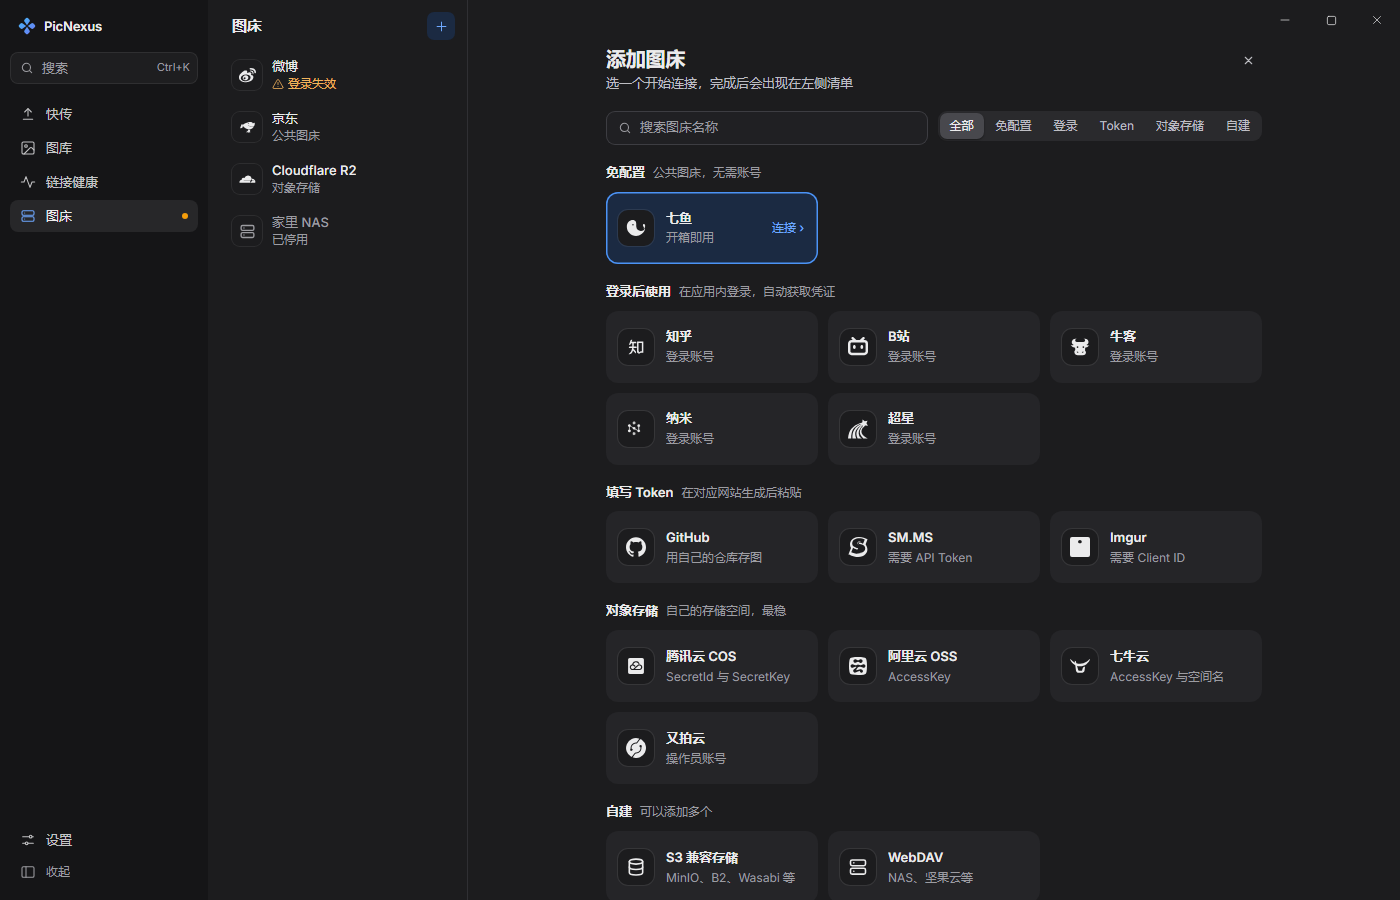 PicNexus
搜索 Ctrl+K
快传
图库
链接健康
图床
设置
收起
图床
微博
登录失效
京东
公共图床
Cloudflare R2
对象存储
家里 NAS
已停用
添加图床
选一个开始连接，完成后会出现在左侧清单
搜索图床名称
全部 免配置 登录 Token 对象存储 自建
免配置 公共图床，无需账号
七鱼
开箱即用
连接 ›
登录后使用 在应用内登录，自动获取凭证
知
知乎
登录账号
B站
登录账号
牛客
登录账号
纳米
登录账号
超星
登录账号
填写 Token 在对应网站生成后粘贴
GitHub
用自己的仓库存图
SM.MS
需要 API Token
Imgur
需要 Client ID
对象存储 自己的存储空间，最稳
腾讯云 COS
SecretId 与 SecretKey
阿里云 OSS
AccessKey
七牛云
AccessKey 与空间名
又拍云
操作员账号
自建 可以添加多个
S3 兼容存储
MinIO、B2、Wasabi 等
WebDAV
NAS、坚果云等